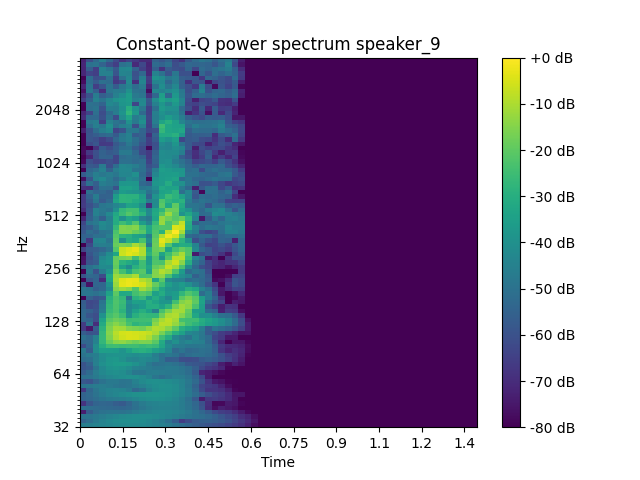 Constant-Q power spectrum speaker_9
+0 dB
2048
-10 dB
1024
-20 dB
-30 dB
512
-40 dB
Hz
256
-50 dB
128
-60 dB
64
-70 dB
32
-80 dB
0 0.15 0.3 0.45 0.6 0.75 0.9 1.1 1.2 1.4
Time